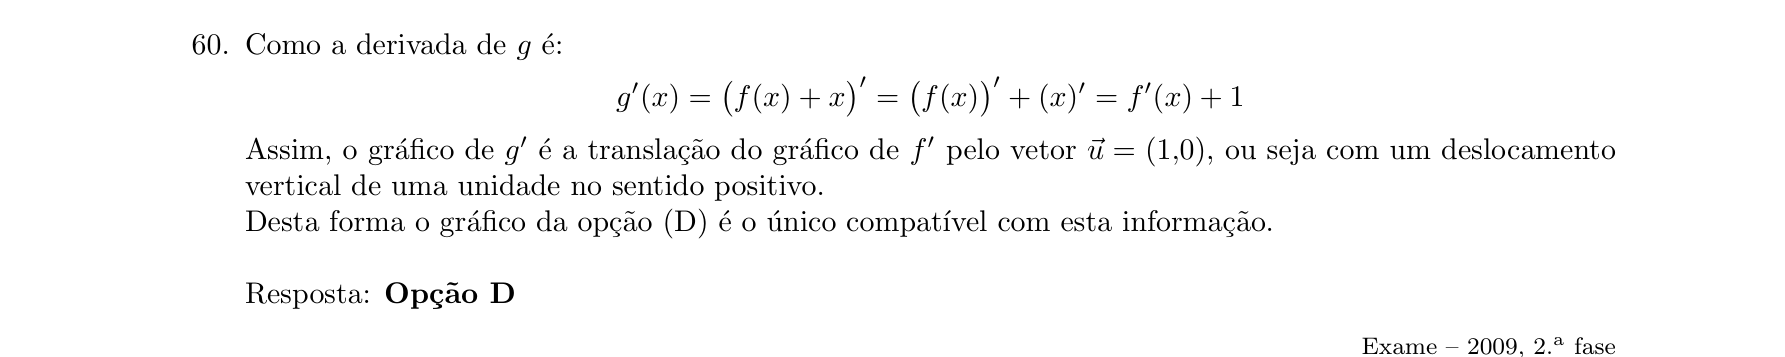 60. Como a derivada de g é:
g′(x) = (f(x) + x)′ = (f(x))′ + (x)′ = f′(x) + 1
Assim, o gráfico de g′ é a translação do gráfico de f′ pelo vetor u⃗ = (1,0), ou seja com um deslocamento
vertical de uma unidade no sentido positivo.
Desta forma o gráfico da opção (D) é o único compatível com esta informação.
Resposta: Opção D
Exame – 2009, 2.ª fase